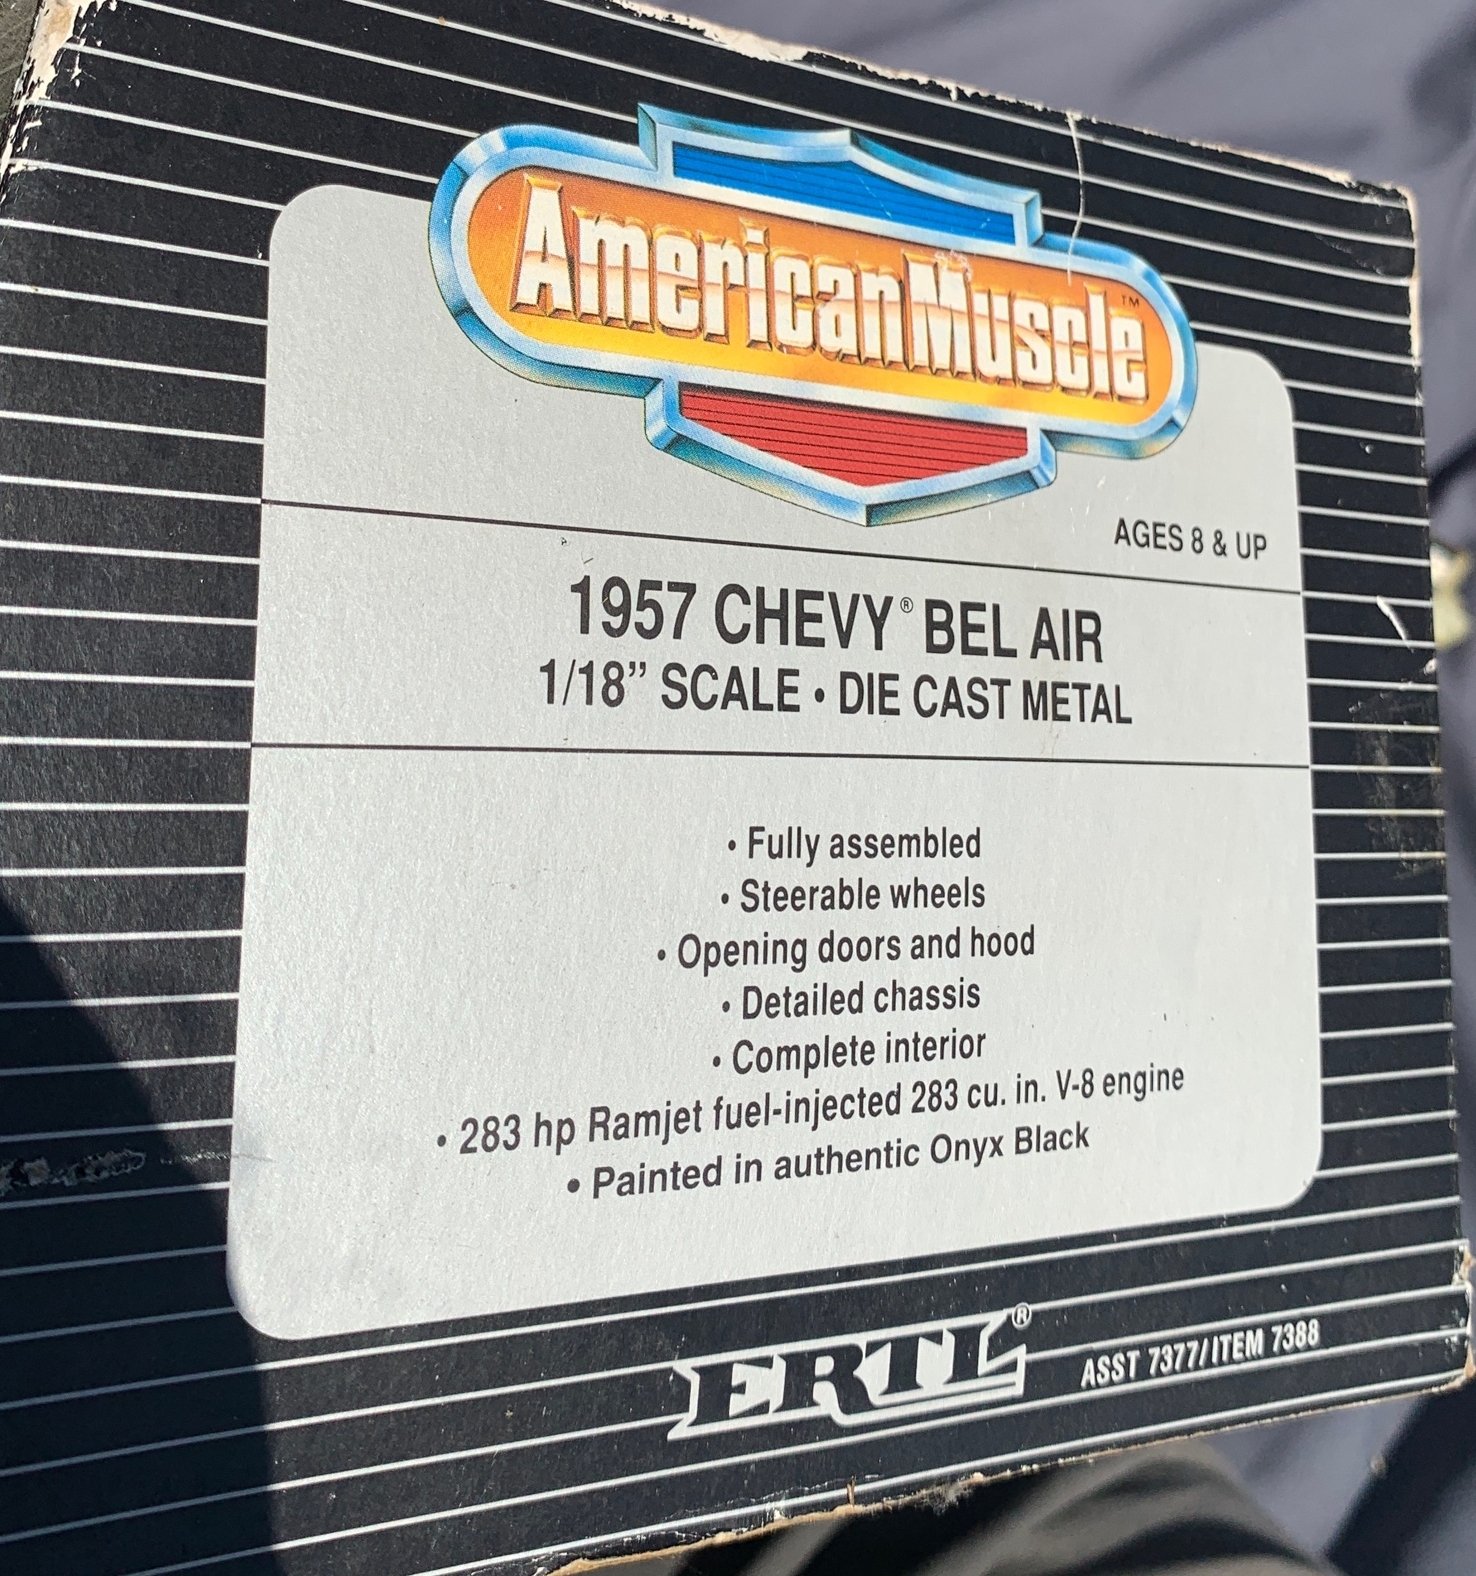 AmericanMuscle™
AGES 8 & UP
1957 CHEVY® BEL AIR
1/18” SCALE • DIE CAST METAL
• Fully assembled
• Steerable wheels
• Opening doors and hood
• Detailed chassis
• Complete interior
• 283 hp Ramjet fuel-injected 283 cu. in. V-8 engine
• Painted in authentic Onyx Black
ERTL®
ASST 7377/ITEM 7388